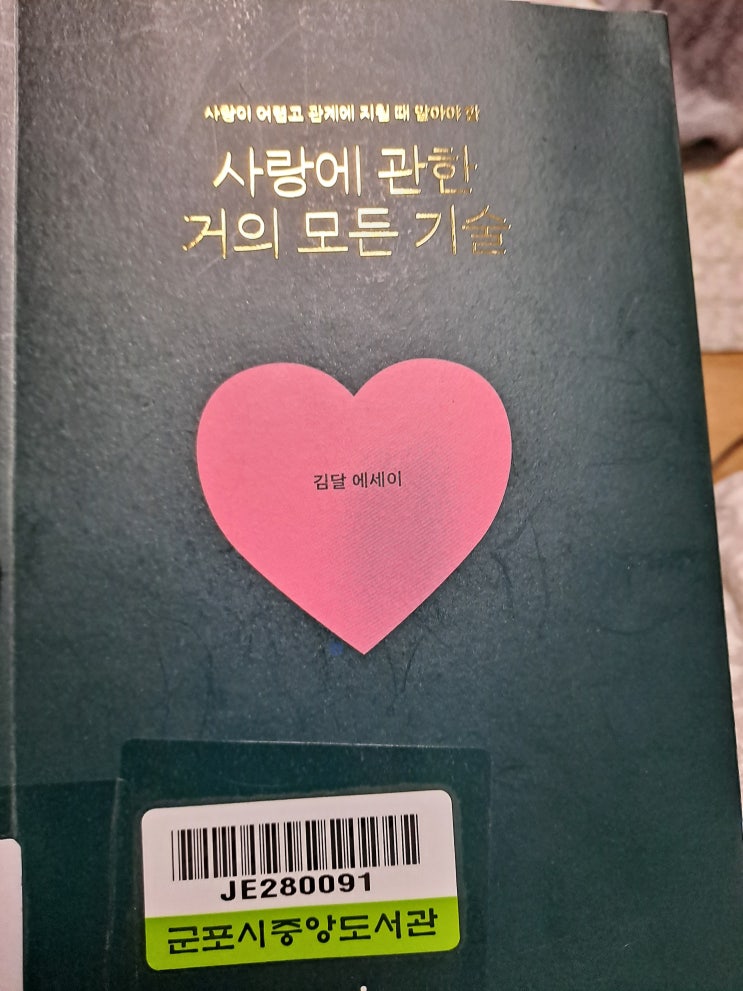 사랑이 어렵고 관계에 지칠 때 알아야 할
사랑에 관한
거의 모든 기술
김달 에세이
JE280091
군포시중앙도서관